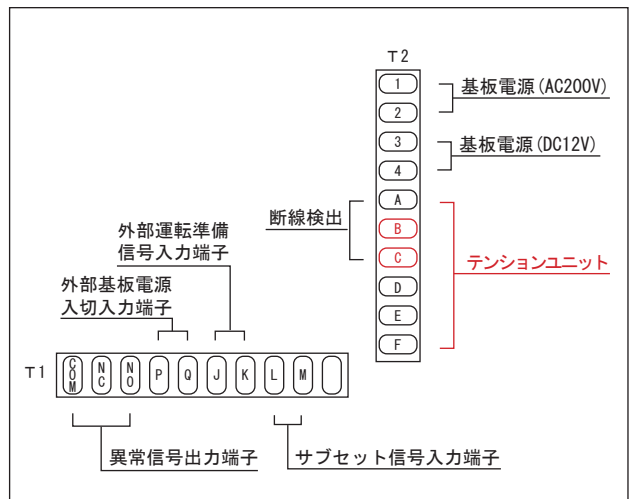 T2
1
基板電源(AC200V)
2
3
基板電源(DC12V)
4
A
断線検出
B
C
テンションユニット
D
E
F
外部運転準備
信号入力端子
外部基板電源
入切入力端子
T1
COM
NC
NO
P
Q
J
K
L
M
異常信号出力端子
サブセット信号入力端子